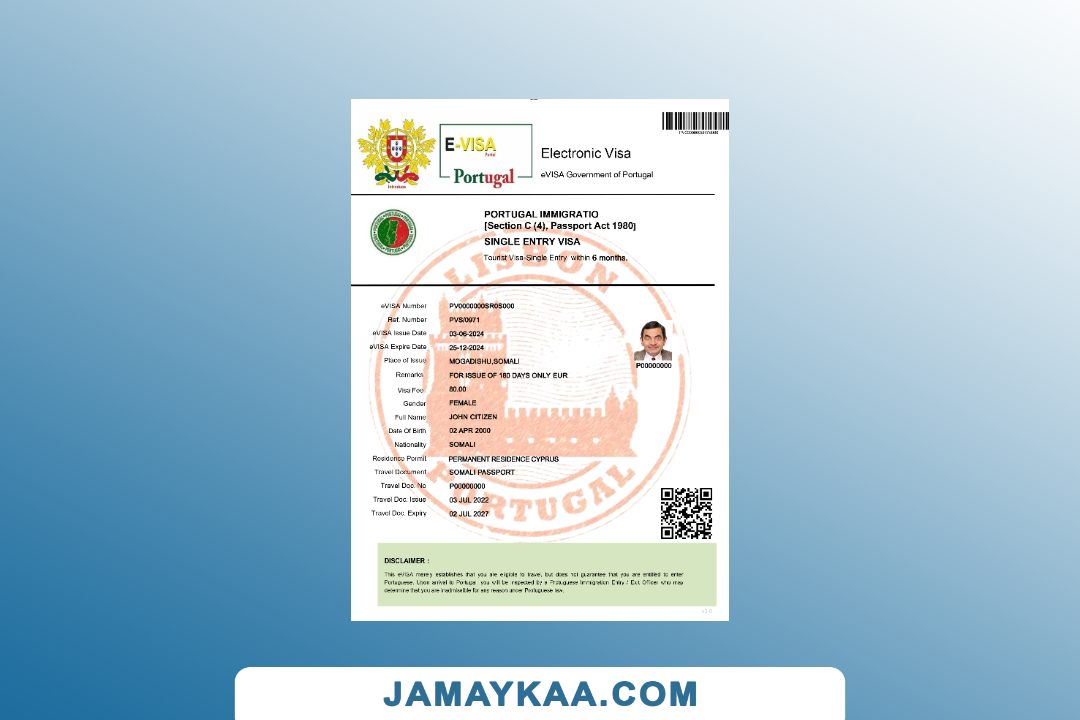 E-VISA
Portal
Portugal
Electronic Visa
eVISA Government of Portugal
PORTUGAL IMMIGRATIO
[Section C (4), Passport Act 1980]
SINGLE ENTRY VISA
Tourist Visa-Single Entry within 6 months.
LISBON
eVISA Number PV0000000SR0S000
Ref. Number PVS/0971
eVISA Issue Date 03-06-2024
eVISA Expire Date 25-12-2024
Place of Issue MOGADISHU,SOMALI
Remarks FOR ISSUE OF 180 DAYS ONLY EUR
Visa Fee 80.00
Gender FEMALE
Full Name JOHN CITIZEN
Date Of Birth 02 APR 2000
Nationality SOMALI
Residence Permit PERMANENT RESIDENCE CYPRUS
Travel Document SOMALI PASSPORT
Travel Doc. No P00000000
Travel Doc. Issue 03 JUL 2022
Travel Doc. Expiry 02 JUL 2027
P00000000
PORTUGAL
DISCLAIMER :
This eVISA merely establishes that you are eligible to travel, but does not guarantee that you are entitled to enter
Portuguese. Upon arrival to Portugal you will be inspected by a Protuguese Immigration Entry / Exit Officer who may
determine that you are inadmissible for any reason under Portuguese law.
v1.0
JAMAYKAA.COM